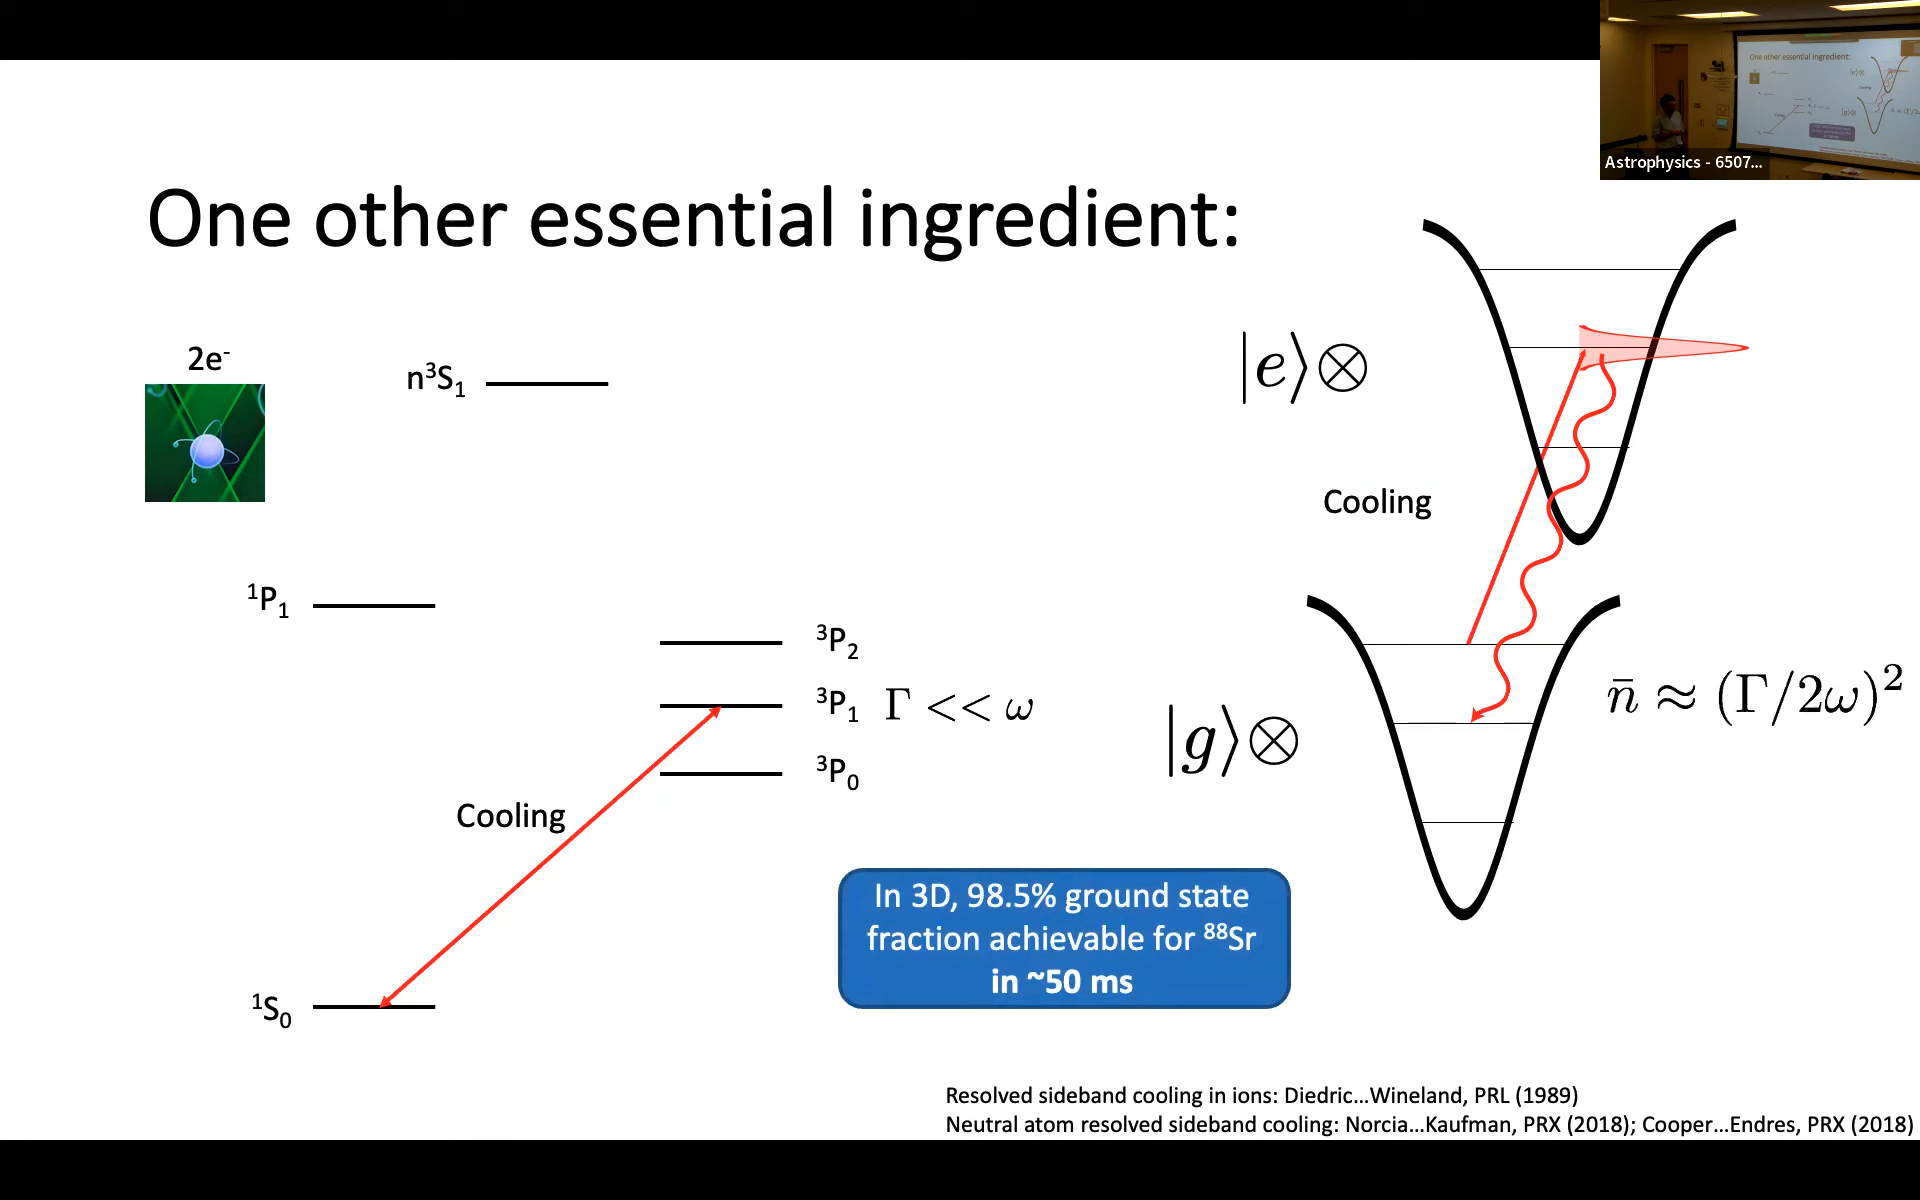 Astrophysics - 6507...
One other essential ingredient:
2e⁻
n³S₁
|e⟩⊗
Cooling
¹P₁
³P₂
³P₁ Γ << ω
³P₀
|g⟩⊗
n̄ ≈ (Γ/2ω)²
Cooling
In 3D, 98.5% ground state
fraction achievable for ⁸⁸Sr
in ~50 ms
¹S₀
Resolved sideband cooling in ions: Diedric...Wineland, PRL (1989)
Neutral atom resolved sideband cooling: Norcia...Kaufman, PRX (2018); Cooper...Endres, PRX (2018)